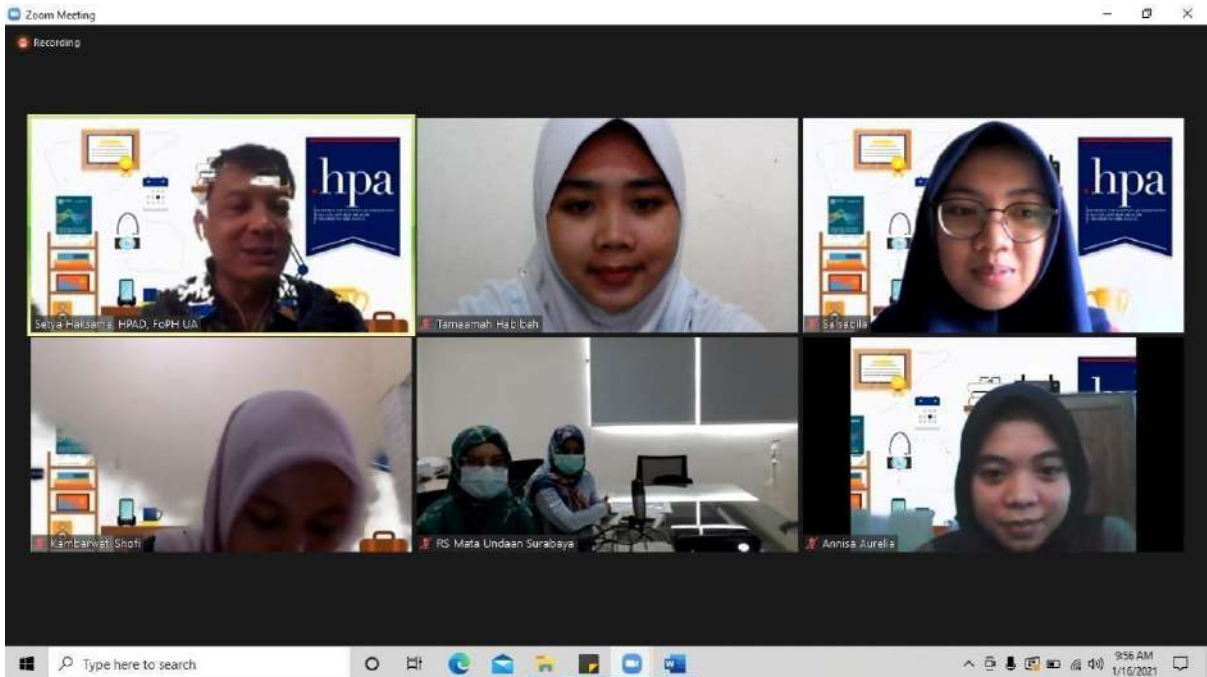 Zoom Meeting
Recording
.hpa
.hpa
Setya Haksama, HPAD, FoPH UA
Tamaamah Habibah
Salsabila
Kambarwati Shofi
RS Mata Undaan Surabaya
Annisa Aurelia
Type here to search
9:56 AM
1/16/2021